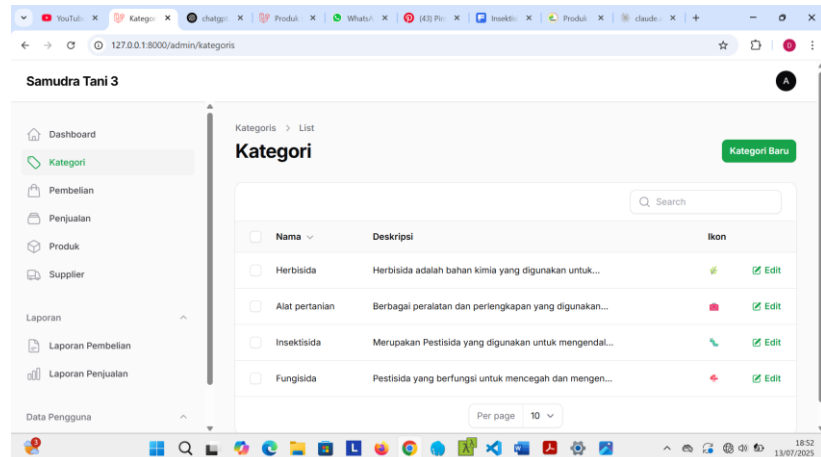 YouTub
Kategor
chatgpt
Produk
WhatsA
(43) Pin
Insektis
Produk
claude.
127.0.0.1:8000/admin/kategoris
D
Samudra Tani 3
A
Dashboard
Kategori
Pembelian
Penjualan
Produk
Supplier
Laporan
Laporan Pembelian
Laporan Penjualan
Data Pengguna
Kategoris > List
Kategori
Kategori Baru
Search
Nama Deskripsi Ikon
Herbisida Herbisida adalah bahan kimia yang digunakan untuk... Edit
Alat pertanian Berbagai peralatan dan perlengkapan yang digunakan... Edit
Insektisida Merupakan Pestisida yang digunakan untuk mengendal... Edit
Fungisida Pestisida yang berfungsi untuk mencegah dan mengen... Edit
Per page 10
3
L
18:52
13/07/2025